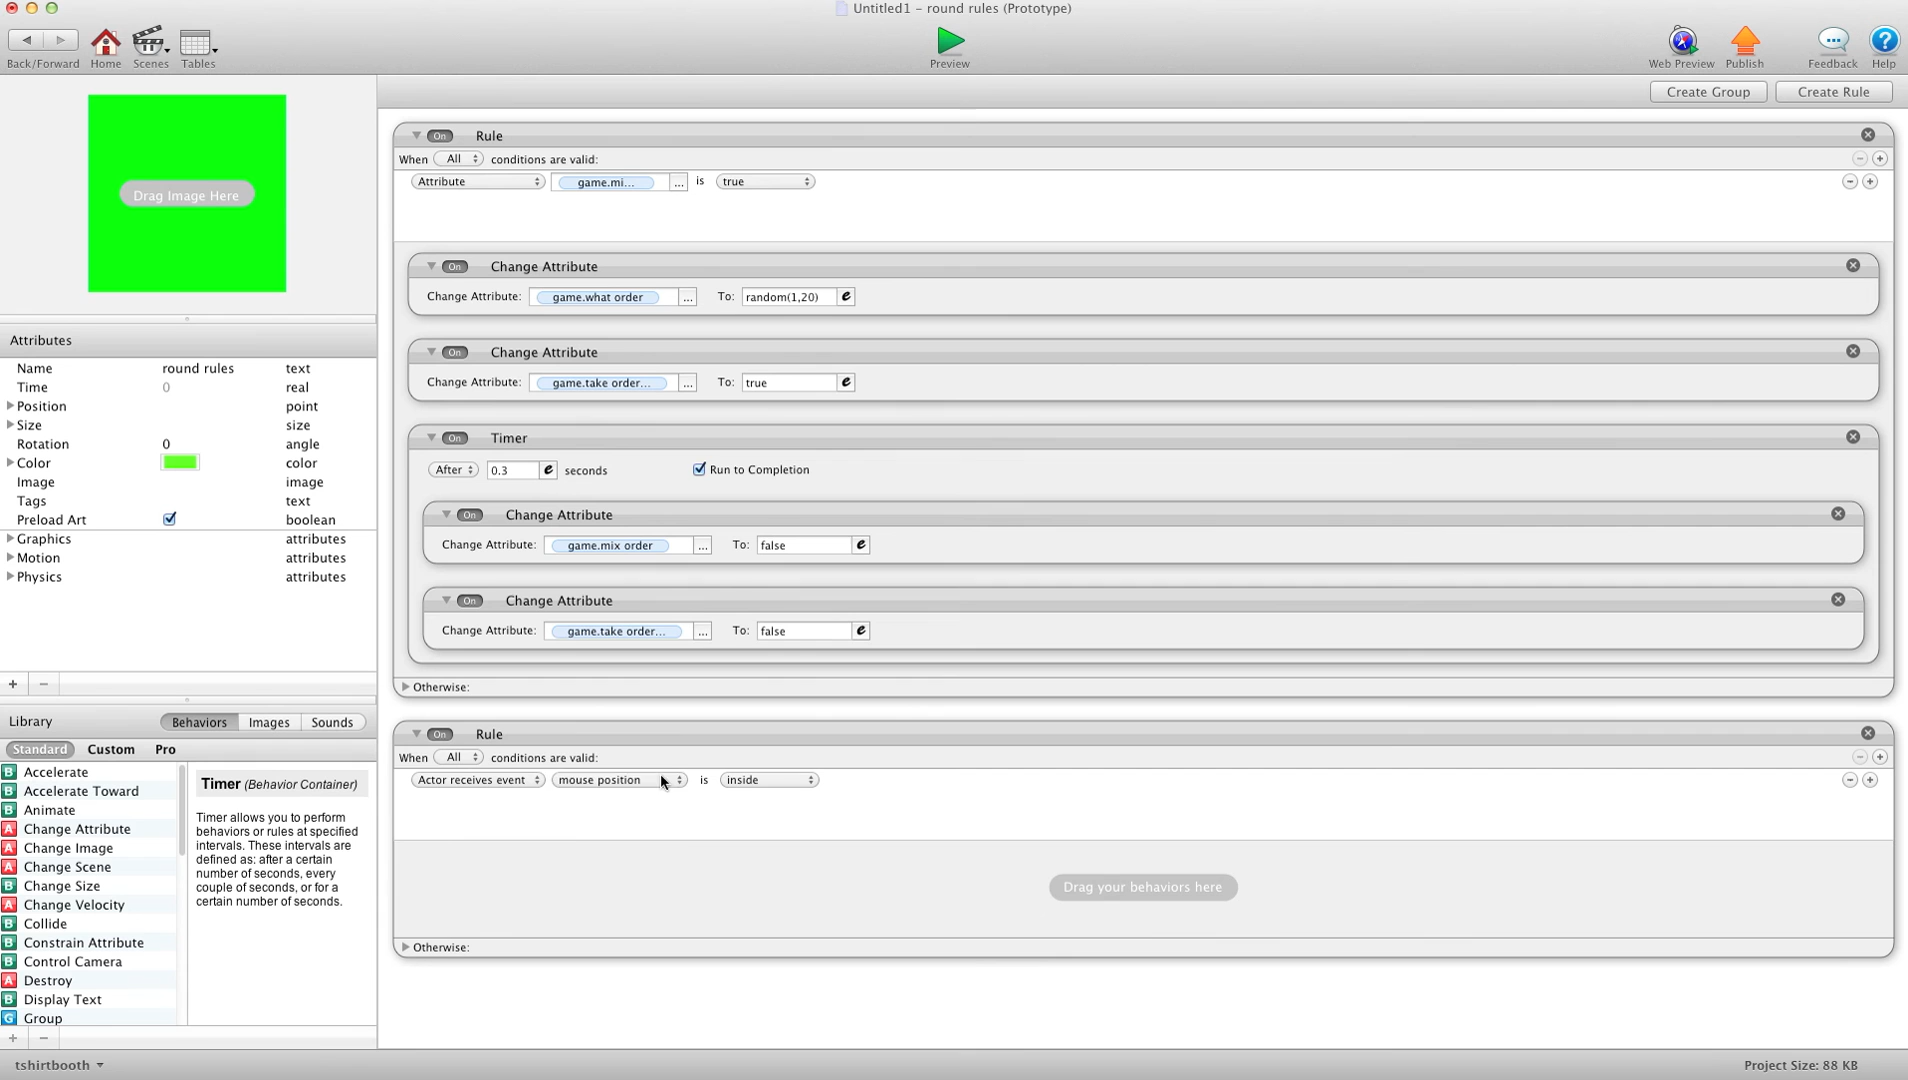 Untitled1 – round rules (Prototype)
Back/Forward Home Scenes Tables Preview Web Preview Publish Feedback Help
Create Group Create Rule
Drag Image Here
Attributes
Name round rules text
Time 0 real
Position point
Size size
Rotation 0 angle
Color color
Image image
Tags text
Preload Art boolean
Graphics attributes
Motion attributes
Physics attributes
+ −
Library Behaviors Images Sounds
Standard Custom Pro
B Accelerate
B Accelerate Toward
B Animate
A Change Attribute
A Change Image
A Change Scene
B Change Size
A Change Velocity
B Collide
B Constrain Attribute
B Control Camera
A Destroy
B Display Text
G Group
Timer (Behavior Container)
Timer allows you to perform
behaviors or rules at specified
intervals. These intervals are
defined as: after a certain
number of seconds, every
couple of seconds, or for a
certain number of seconds.
+ −
On Rule
When All conditions are valid:
Attribute game.mi... ... is true
On Change Attribute
Change Attribute: game.what order ... To: random(1,20) e
On Change Attribute
Change Attribute: game.take order... ... To: true e
On Timer
After 0.3 e seconds Run to Completion
On Change Attribute
Change Attribute: game.mix order ... To: false e
On Change Attribute
Change Attribute: game.take order... ... To: false e
Otherwise:
On Rule
When All conditions are valid:
Actor receives event mouse position is inside
Drag your behaviors here
Otherwise:
tshirtbooth Project Size: 88 KB